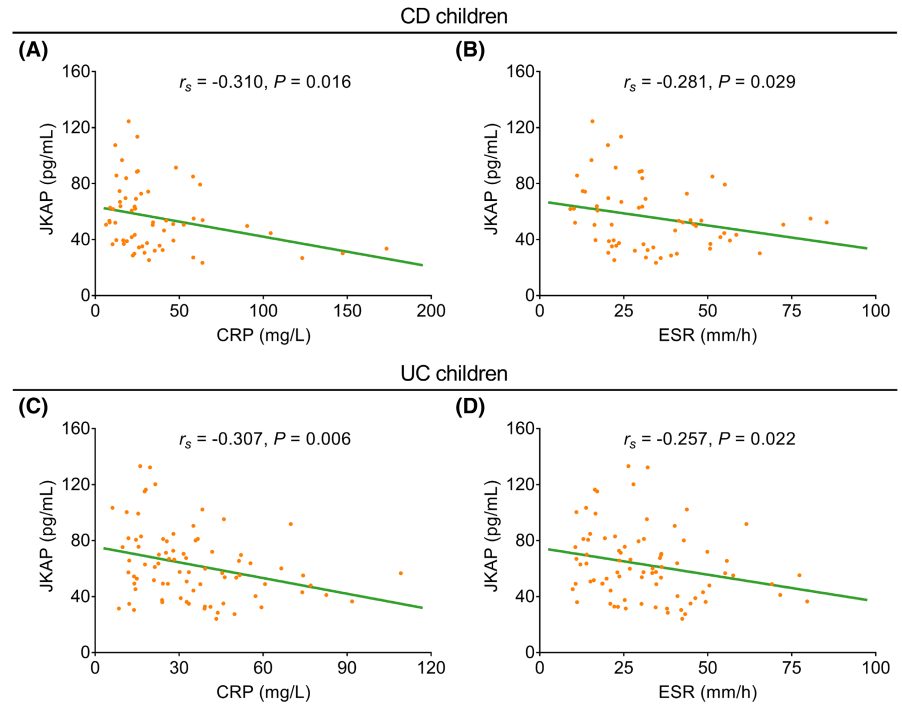 CD children
(A)
(B)
r_s = -0.310, P = 0.016
r_s = -0.281, P = 0.029
JKAP (pg/mL)
160
120
80
40
0
0 50 100 150 200
CRP (mg/L)
JKAP (pg/mL)
160
120
80
40
0
0 25 50 75 100
ESR (mm/h)
UC children
(C)
(D)
r_s = -0.307, P = 0.006
r_s = -0.257, P = 0.022
JKAP (pg/mL)
160
120
80
40
0
0 30 60 90 120
CRP (mg/L)
JKAP (pg/mL)
160
120
80
40
0
0 25 50 75 100
ESR (mm/h)